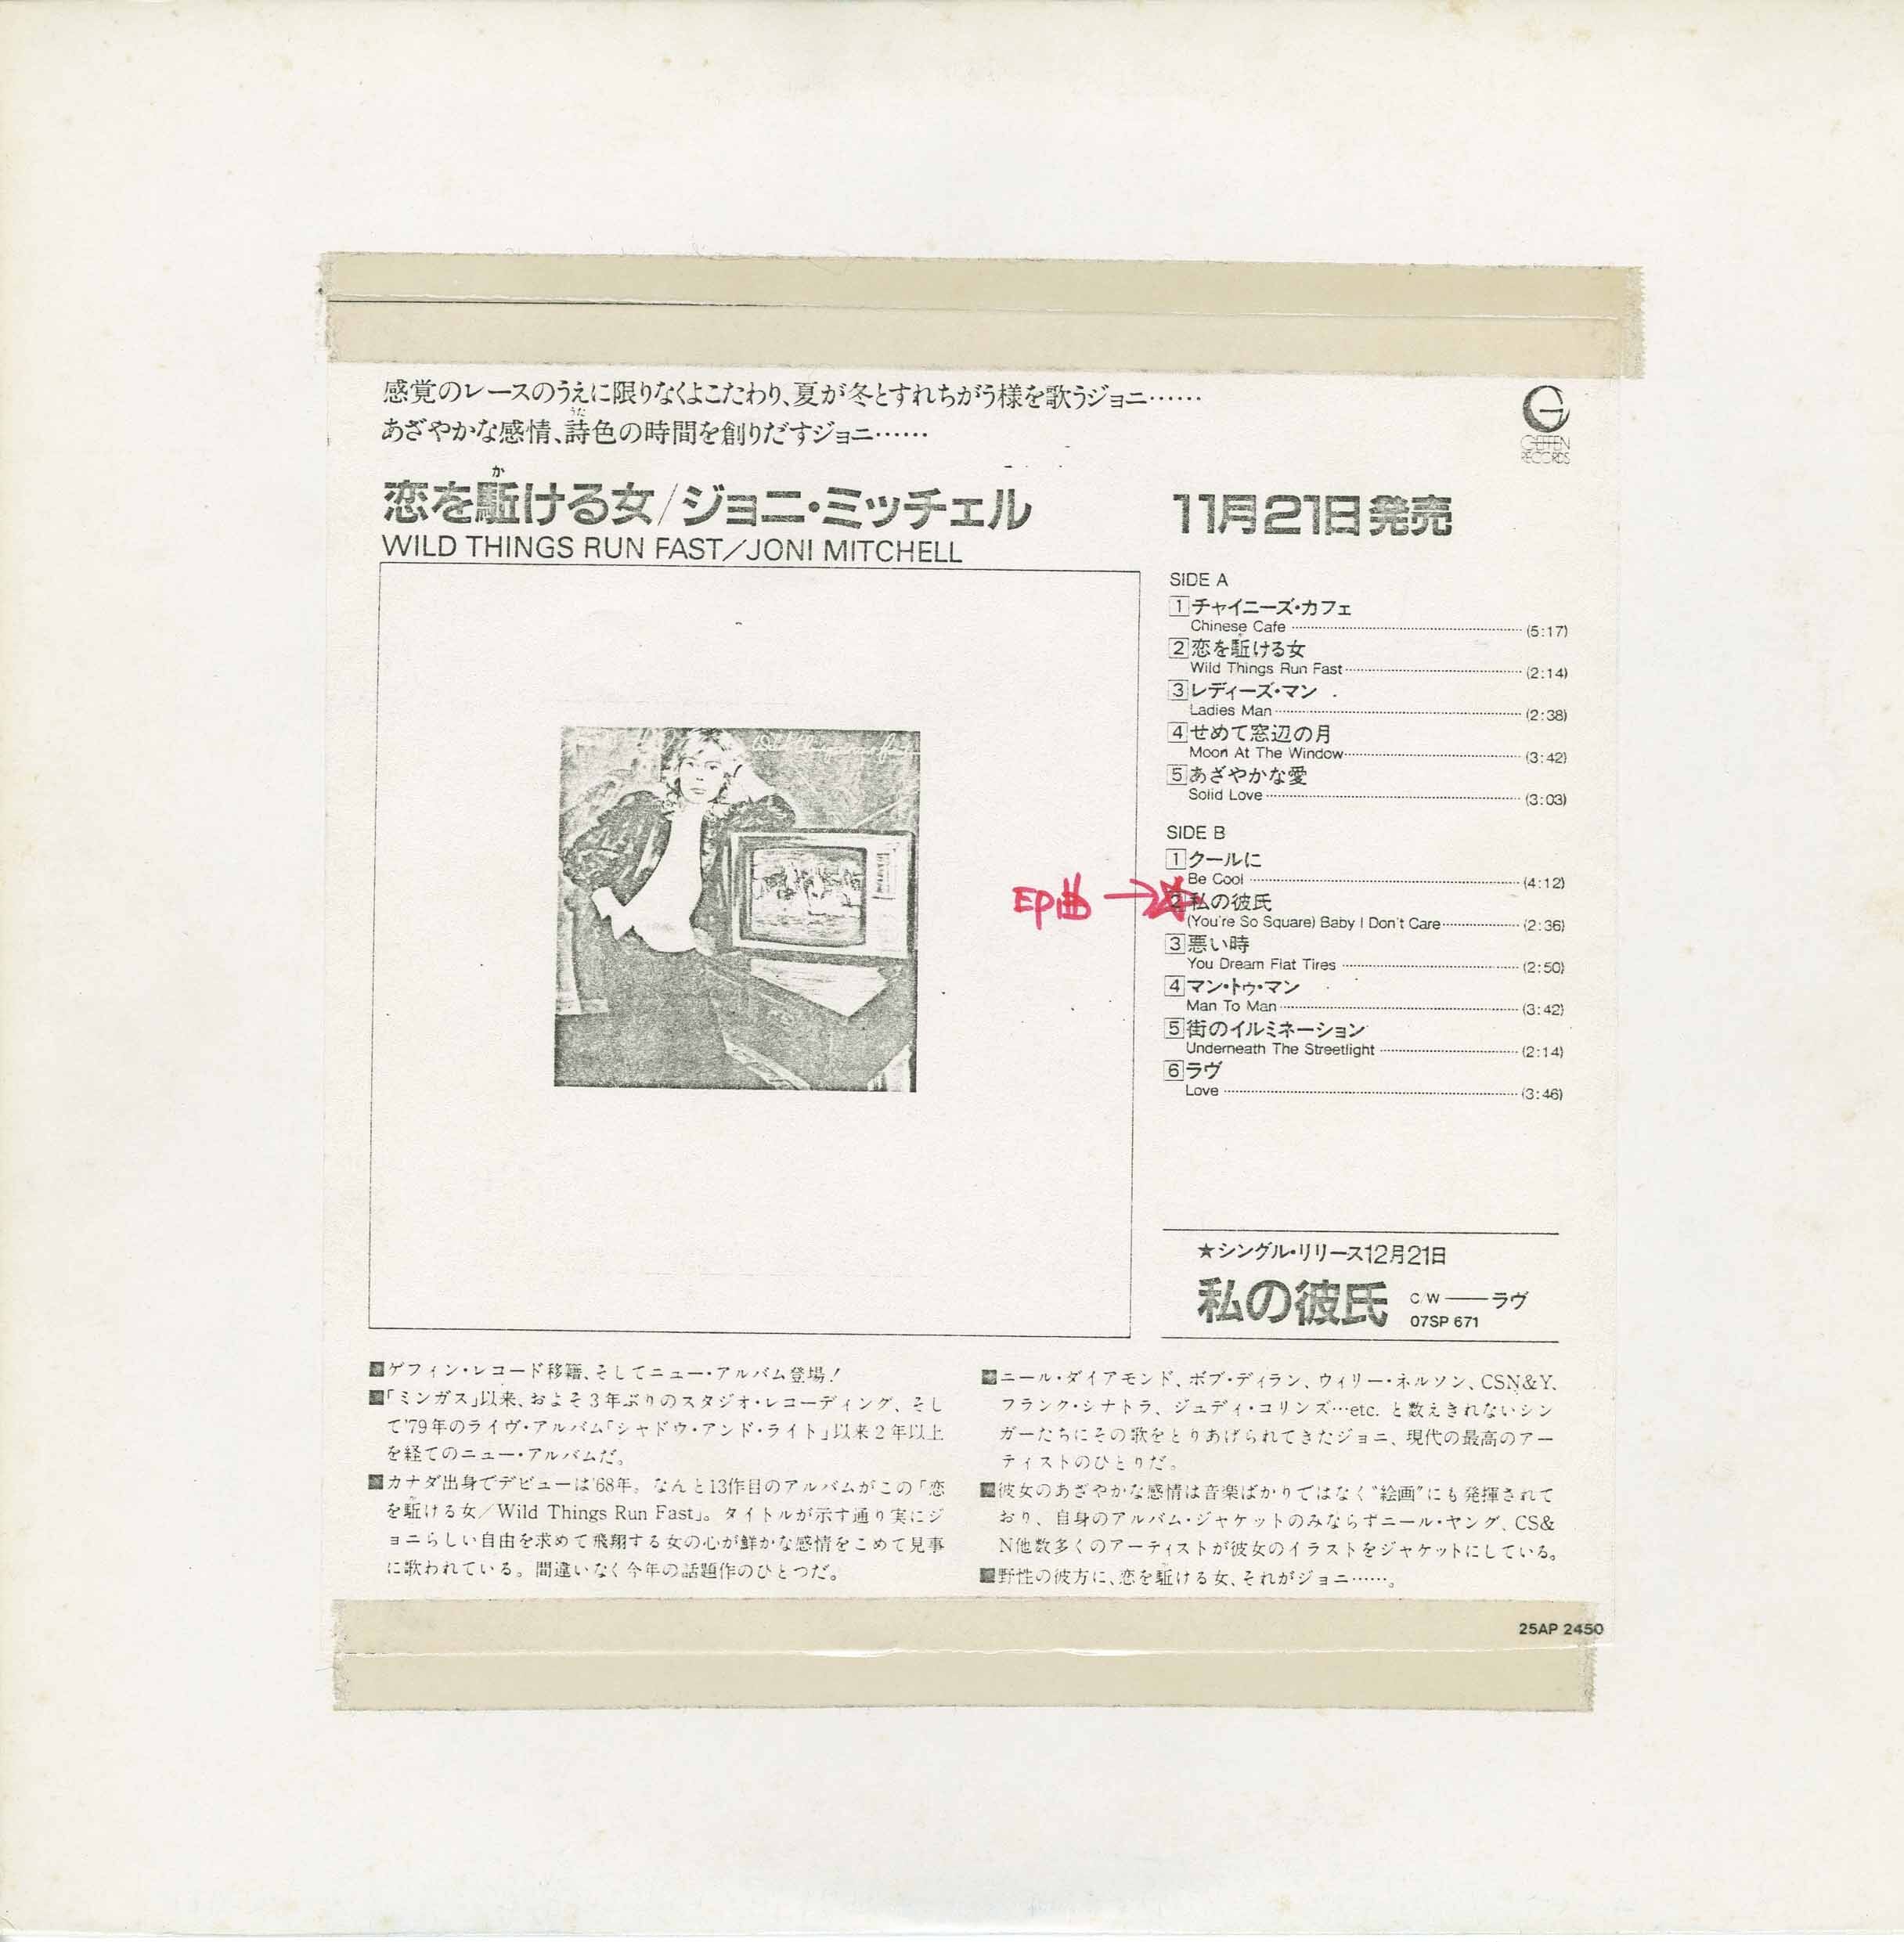 感覚のレースのうえに限りなくよこたわり、夏が冬とすれちがう様を歌うジョニ……
うた
あざやかな感情、詩色の時間を創りだすジョニ……
か
恋を駈ける女/ジョニ・ミッチェル
WILD THINGS RUN FAST/JONI MITCHELL
Wild things run fast
G
GEFFEN
RECORDS
11月21日発売
SIDE A
1 チャイニーズ・カフェ
Chinese Cafe (5:17)
2 恋を駈ける女
Wild Things Run Fast (2:14)
3 レディーズ・マン
Ladies Man (2:38)
4 せめて窓辺の月
Moon At The Window (3:42)
5 あざやかな愛
Solid Love (3:03)
SIDE B
1 クールに
Be Cool (4:12)
EP曲→☆
2 私の彼氏
(You're So Square) Baby I Don't Care (2:36)
3 悪い時
You Dream Flat Tires (2:50)
4 マン・トゥ・マン
Man To Man (3:42)
5 街のイルミネーション
Underneath The Streetlight (2:14)
6 ラヴ
Love (3:46)
★シングル・リリース12月21日
私の彼氏 C/W——ラヴ
07SP 671
■ゲフィン・レコード移籍、そしてニュー・アルバム登場!
■「ミンガス」以来、およそ3年ぶりのスタジオ・レコーディング、そし
て'79年のライヴ・アルバム「シャドウ・アンド・ライト」以来2年以上
を経てのニュー・アルバムだ。
■カナダ出身でデビューは'68年。なんと13作目のアルバムがこの「恋
を駈ける女/Wild Things Run Fast」。タイトルが示す通り実にジ
ョニらしい自由を求めて飛翔する女の心が鮮かな感情をこめて見事
に歌われている。間違いなく今年の話題作のひとつだ。
■ニール・ダイアモンド、ボブ・ディラン、ウィリー・ネルソン、CSN&Y、
フランク・シナトラ、ジュディ・コリンズ…etc. と数えきれないシン
ガーたちにその歌をとりあげられてきたジョニ、現代の最高のアー
ティストのひとりだ。
■彼女のあざやかな感情は音楽ばかりではなく"絵画"にも発揮されて
おり、自身のアルバム・ジャケットのみならずニール・ヤング、CS&
N他数多くのアーティストが彼女のイラストをジャケットにしている。
■野性の彼方に、恋を駈ける女、それがジョニ……。
25AP 2450